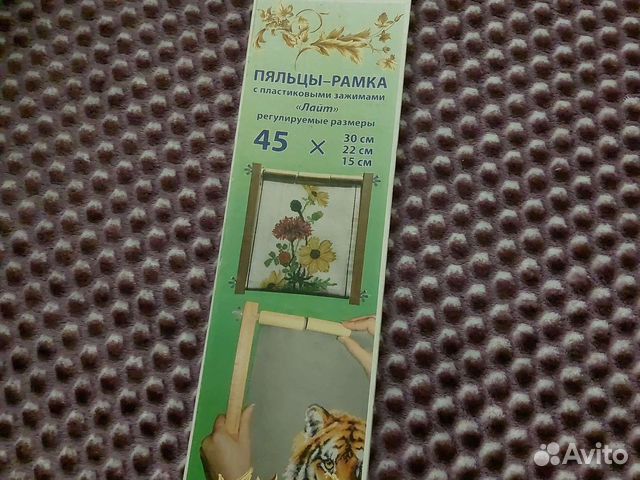 ПЯЛЬЦЫ-РАМКА
с пластиковыми зажимами
«Лайт»
регулируемые размеры
45 × 30 см
22 см
15 см
Avito